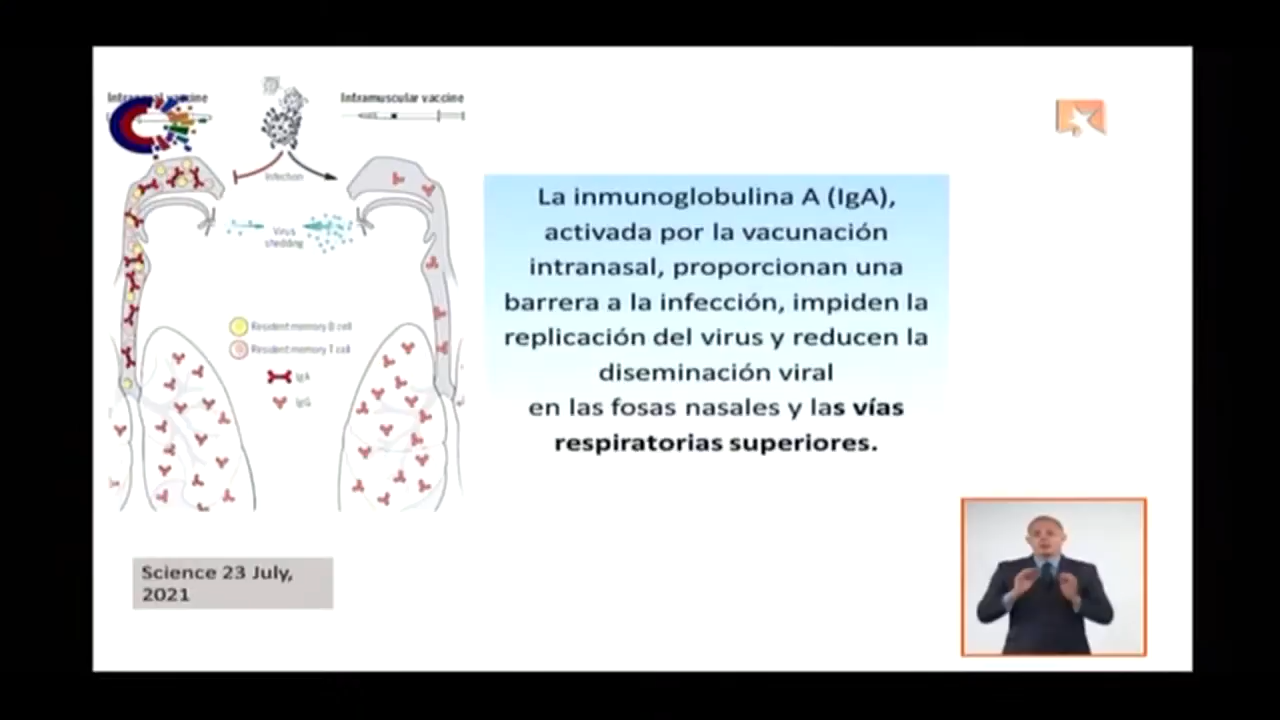 Intramuscular vaccine
Infection
Virus
shedding
Resident memory B cell
Resident memory T cell
IgA
IgG
La inmunoglobulina A (IgA),
activada por la vacunación
intranasal, proporcionan una
barrera a la infección, impiden la
replicación del virus y reducen la
diseminación viral
en las fosas nasales y las vías
respiratorias superiores.
Science 23 July,
2021